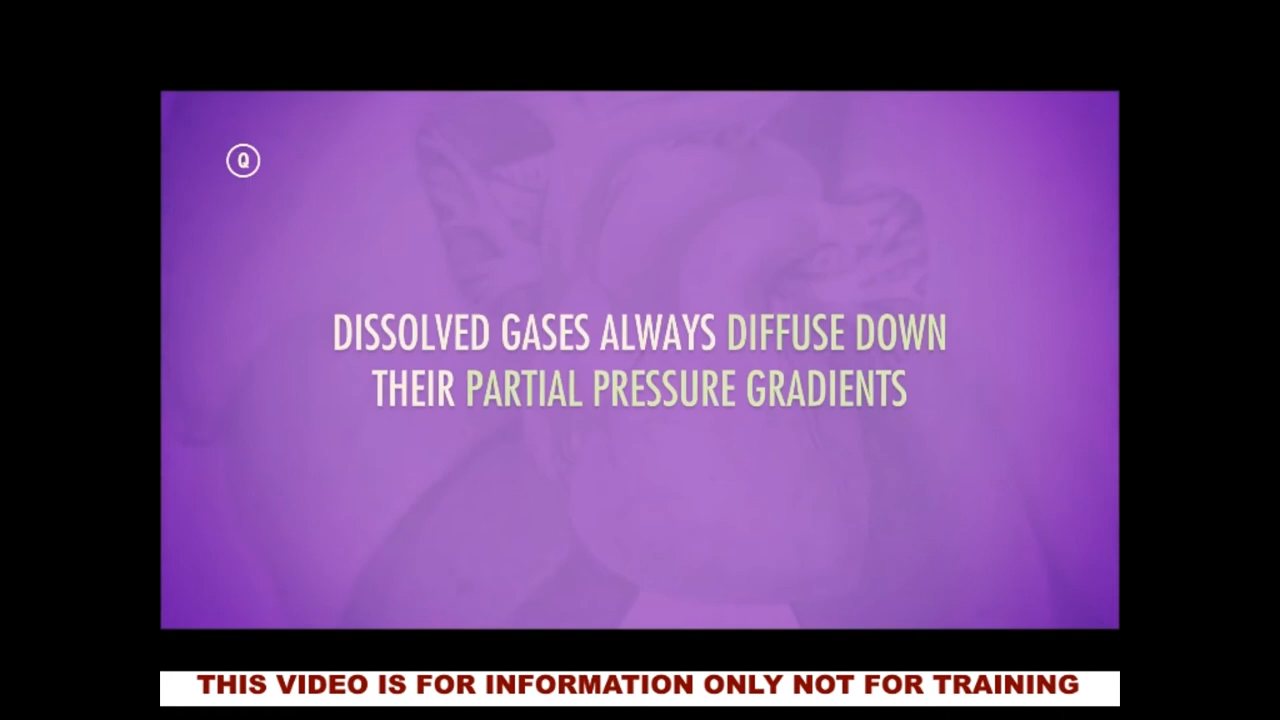 Q
DISSOLVED GASES ALWAYS DIFFUSE DOWN
THEIR PARTIAL PRESSURE GRADIENTS
THIS VIDEO IS FOR INFORMATION ONLY NOT FOR TRAINING